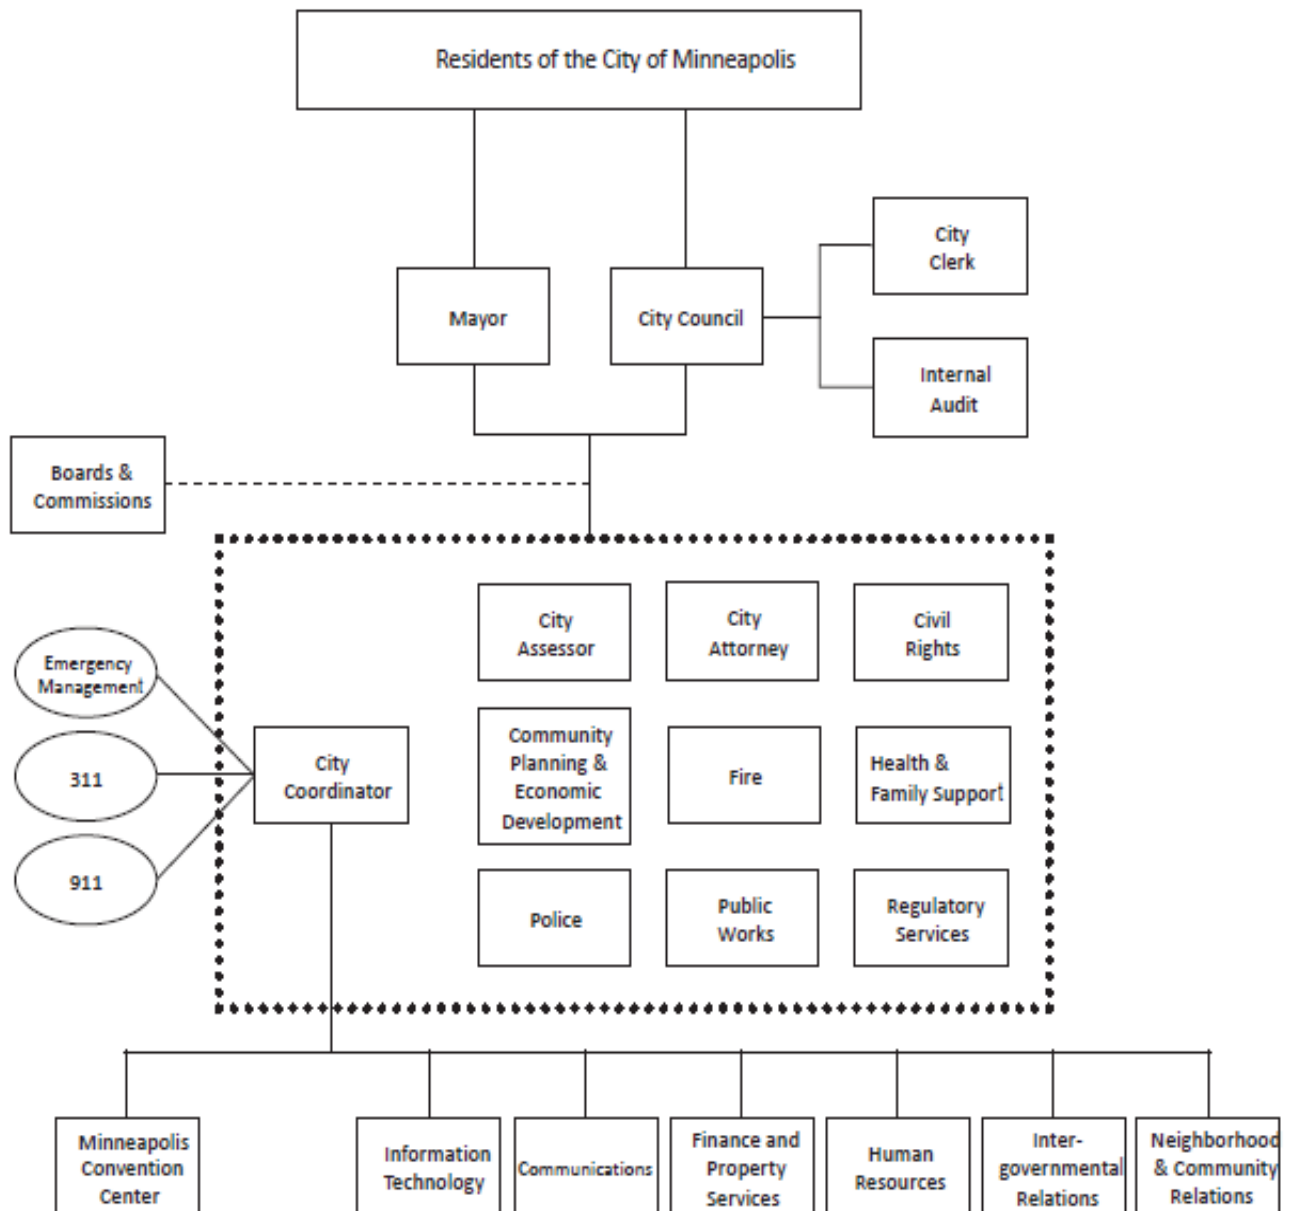 Residents of the City of Minneapolis
City
Clerk
Mayor
City Council
Internal
Audit
Boards &
Commissions
City
Assessor
City
Attorney
Civil
Rights
Emergency
Management
311
911
City
Coordinator
Community
Planning &
Economic
Development
Fire
Health &
Family Support
Police
Public
Works
Regulatory
Services
Minneapolis
Convention
Center
Information
Technology
Communications
Finance and
Property
Services
Human
Resources
Inter-
governmental
Relations
Neighborhood
& Community
Relations